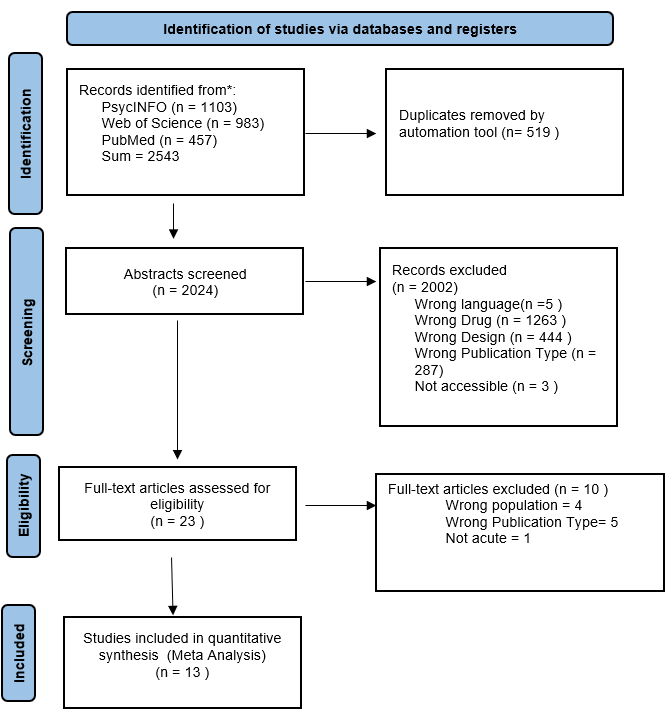 Identification of studies via databases and registers
Identification
Records identified from*:
PsycINFO (n = 1103)
Web of Science (n = 983)
PubMed (n = 457)
Sum = 2543
Duplicates removed by
automation tool (n= 519 )
Screening
Abstracts screened
(n = 2024)
Records excluded
(n = 2002)
Wrong language(n =5 )
Wrong Drug (n = 1263 )
Wrong Design (n = 444 )
Wrong Publication Type (n =
287)
Not accessible (n = 3 )
Eligibility
Full-text articles assessed for
eligibility
(n = 23 )
Full-text articles excluded (n = 10 )
Wrong population = 4
Wrong Publication Type= 5
Not acute = 1
Included
Studies included in quantitative
synthesis (Meta Analysis)
(n = 13 )